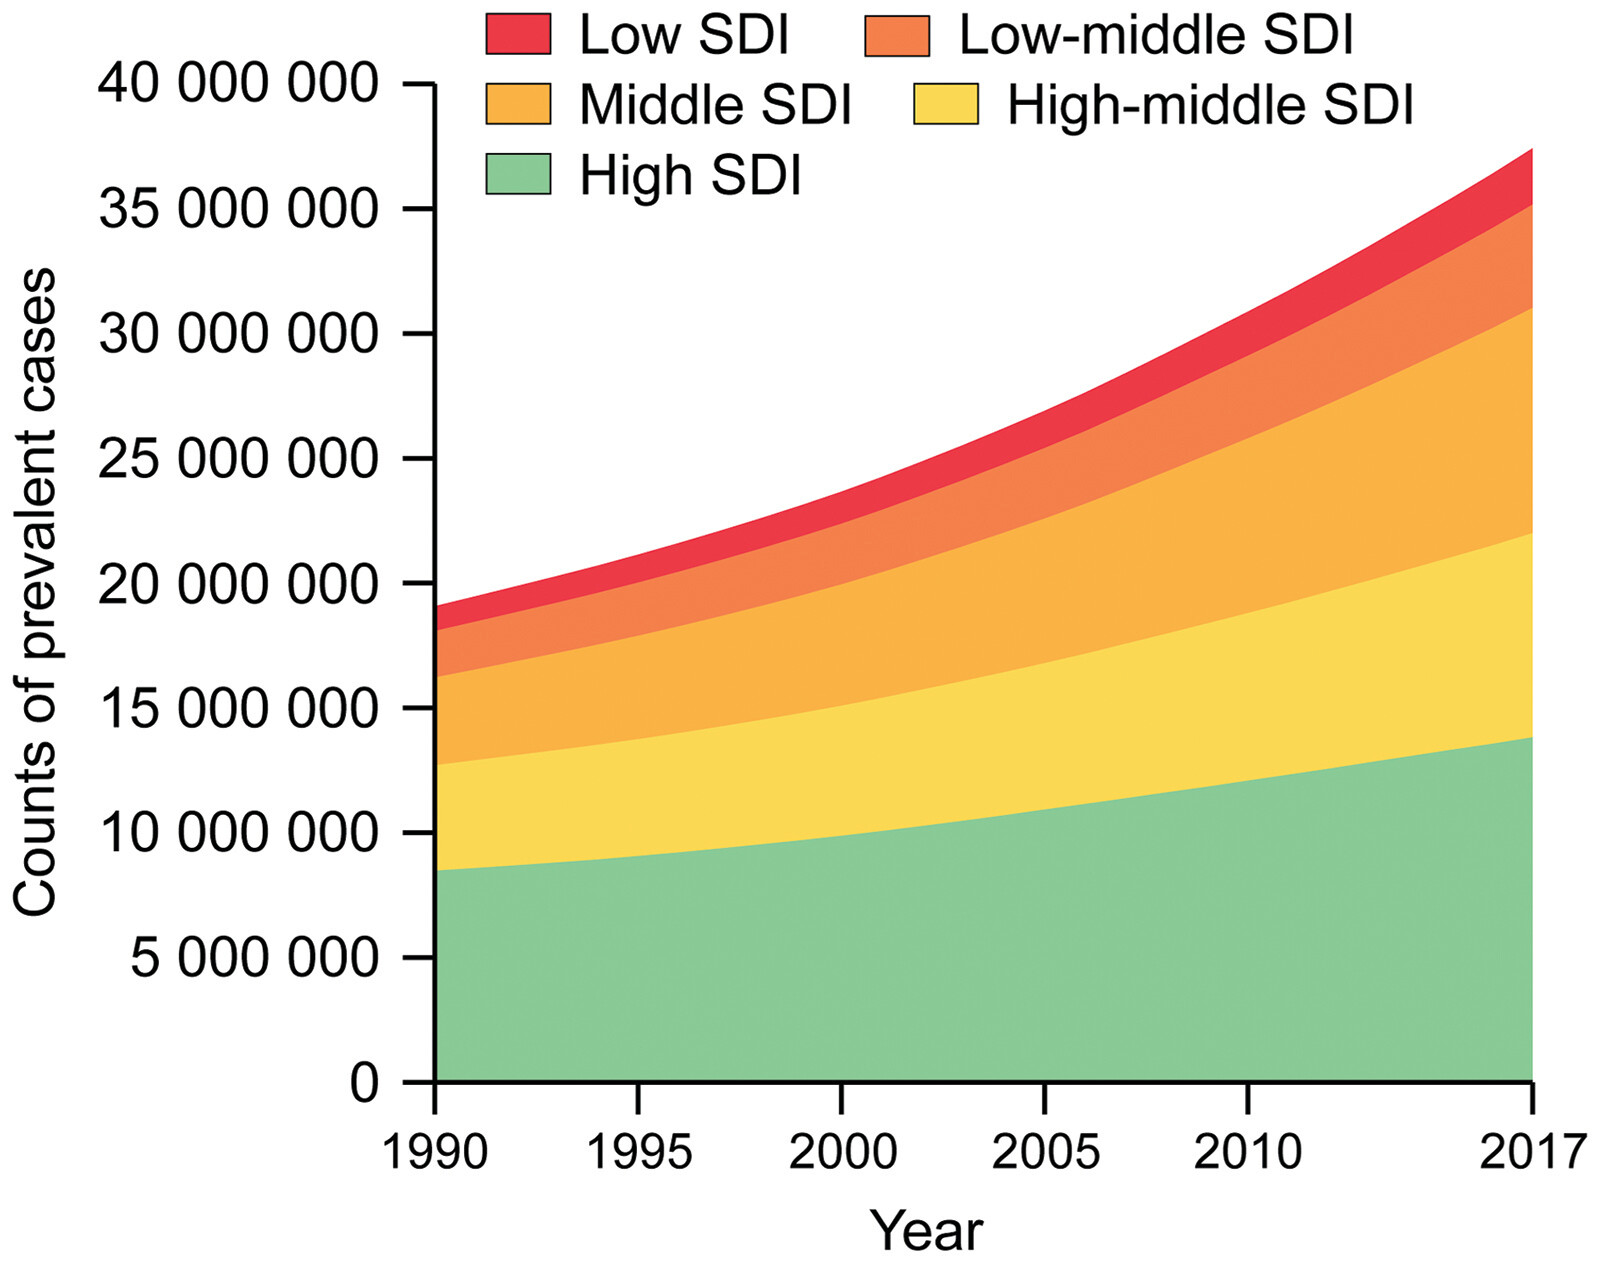 Low SDI
Low-middle SDI
Middle SDI
High-middle SDI
High SDI
Counts of prevalent cases
40 000 000
35 000 000
30 000 000
25 000 000
20 000 000
15 000 000
10 000 000
5 000 000
0
1990 1995 2000 2005 2010 2017
Year